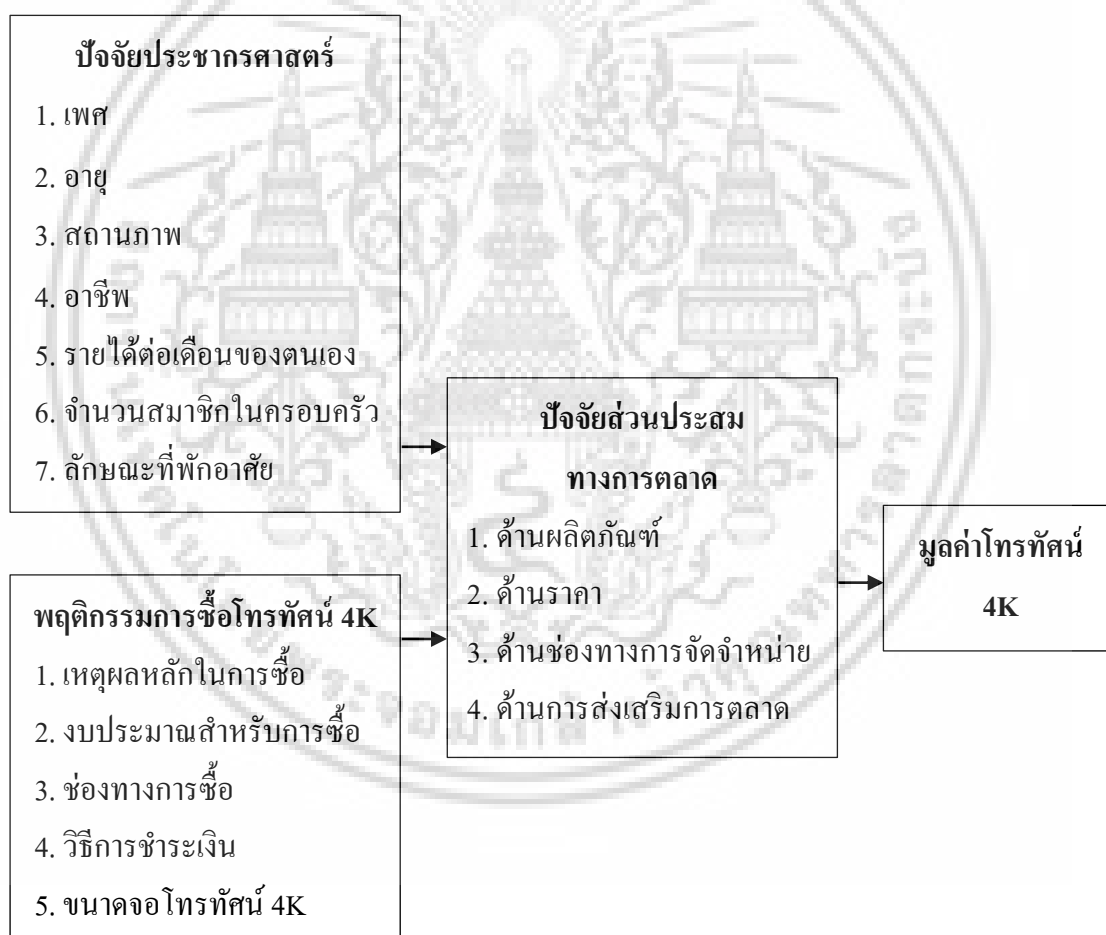 ปัจจัยประชากรศาสตร์
1. เพศ
2. อายุ
3. สถานภาพ
4. อาชีพ
5. รายได้ต่อเดือนของตนเอง
6. จำนวนสมาชิกในครอบครัว
7. ลักษณะที่พักอาศัย
พฤติกรรมการซื้อโทรทัศน์ 4K
1. เหตุผลหลักในการซื้อ
2. งบประมาณสำหรับการซื้อ
3. ช่องทางการซื้อ
4. วิธีการชำระเงิน
5. ขนาดจอโทรทัศน์ 4K
ปัจจัยส่วนประสม
ทางการตลาด
1. ด้านผลิตภัณฑ์
2. ด้านราคา
3. ด้านช่องทางการจัดจำหน่าย
4. ด้านการส่งเสริมการตลาด
มูลค่าโทรทัศน์
4K